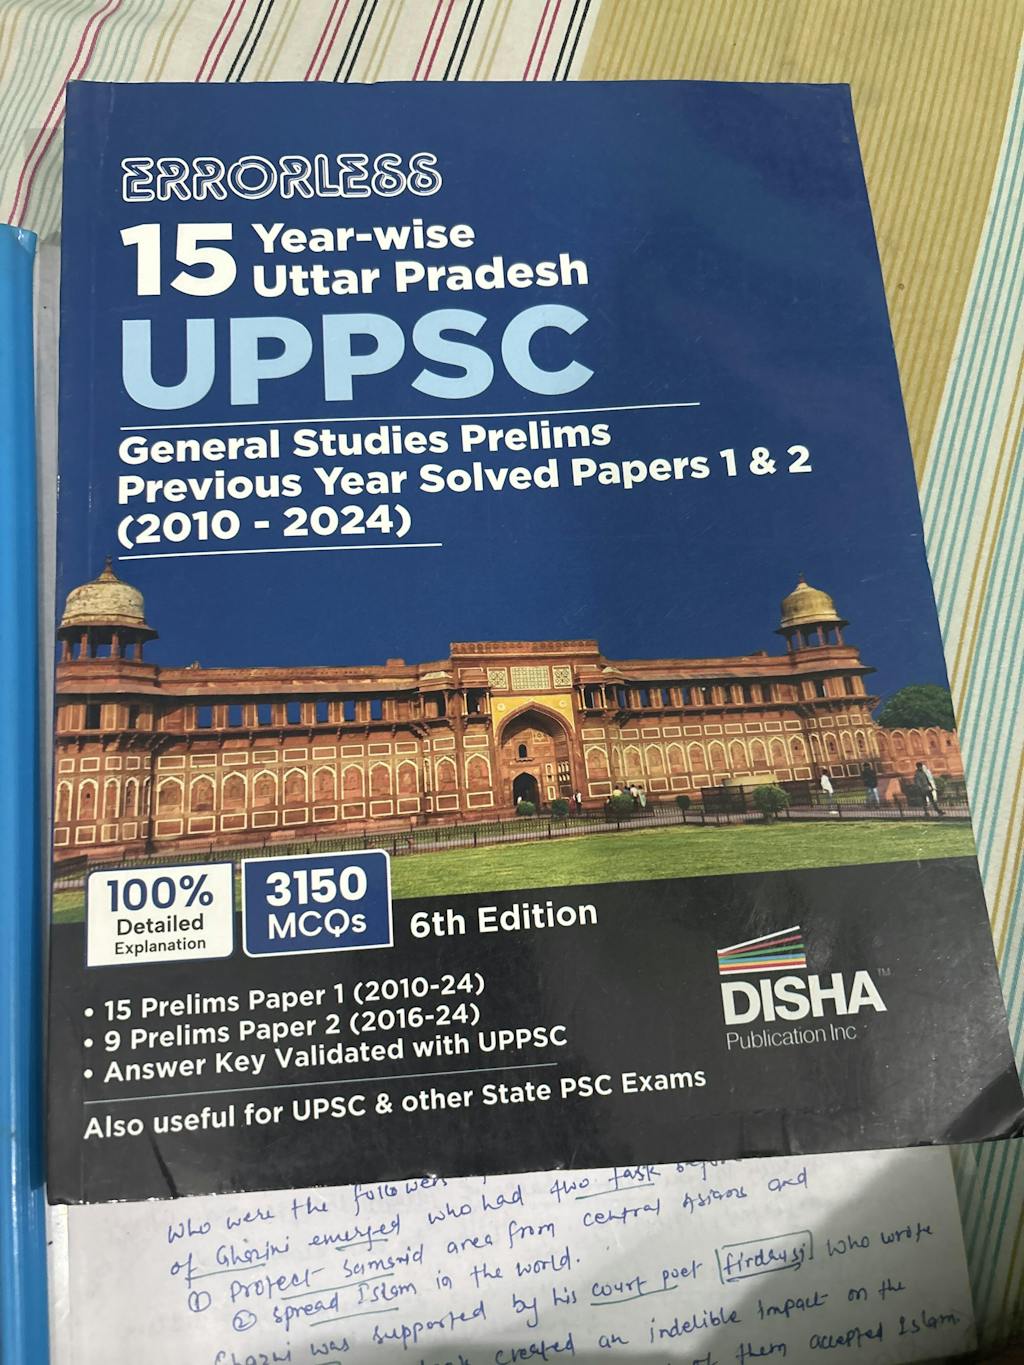 ERRORLESS
15 Year-wise
Uttar Pradesh
UPPSC
General Studies Prelims
Previous Year Solved Papers 1 & 2
(2010 - 2024)
100%
Detailed
Explanation
3150
MCQs
6th Edition
• 15 Prelims Paper 1 (2010-24)
• 9 Prelims Paper 2 (2016-24)
• Answer Key Validated with UPPSC
Also useful for UPSC & other State PSC Exams
DISHA™
Publication Inc
who were the followers
of Ghazni emerged who had two task
① Protect Samanid area from central Asians and
② spread Islam in the world.
Ghazni was supported by his court poet firdausi who wrote
created an indelible impact on the
of them accepted Islam.